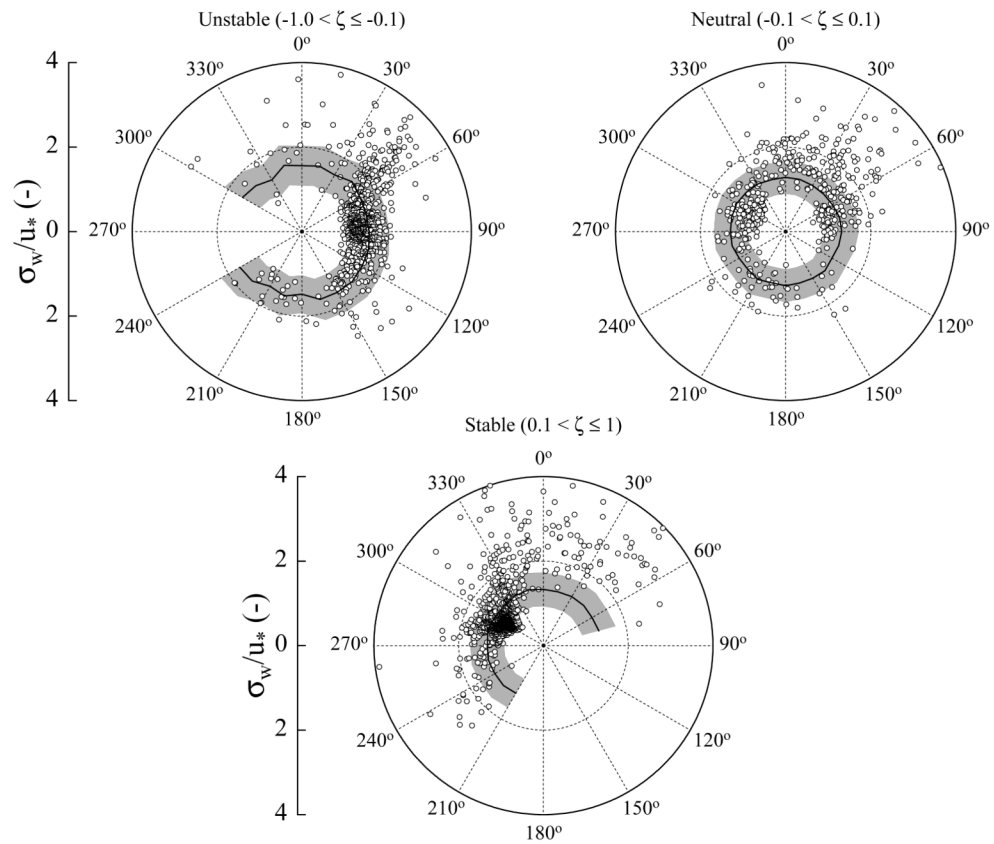 Unstable (-1.0 < ζ ≤ -0.1)
0º
30º
60º
90º
120º
150º
180º
210º
240º
270º
300º
330º
4
2
0
2
4
σw/u* (-)
Neutral (-0.1 < ζ ≤ 0.1)
0º
30º
60º
90º
120º
150º
180º
210º
240º
270º
300º
330º
Stable (0.1 < ζ ≤ 1)
0º
30º
60º
90º
120º
150º
180º
210º
240º
270º
300º
330º
4
2
0
2
4
σw/u* (-)